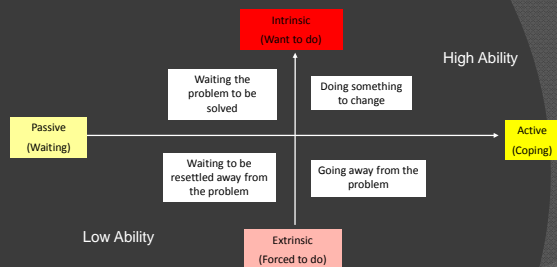 Intrinsic
(Want to do)
High Ability
Waiting the
problem to be
solved
Doing something
to change
Passive
(Waiting)
Active
(Coping)
Waiting to be
resettled away from
the problem
Going away from the
problem
Low Ability
Extrinsic
(Forced to do)